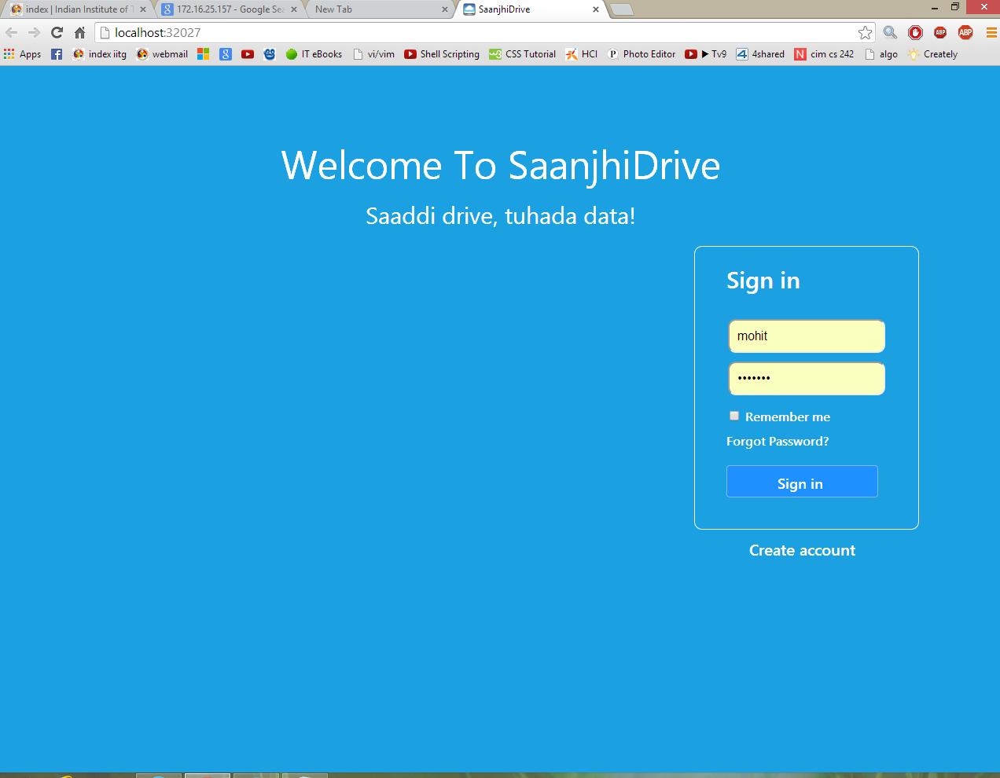 index | Indian Institute of T
172.16.25.157 - Google Sea
New Tab
SaanjhiDrive
localhost:32027
ABP
ABP
Apps
index iitg
webmail
IT eBooks
vi/vim
Shell Scripting
CSS Tutorial
HCI
Photo Editor
▶ Tv9
4shared
cim cs 242
algo
Creately
Welcome To SaanjhiDrive
Saaddi drive, tuhada data!
Sign in
mohit
•••••••
Remember me
Forgot Password?
Sign in
Create account